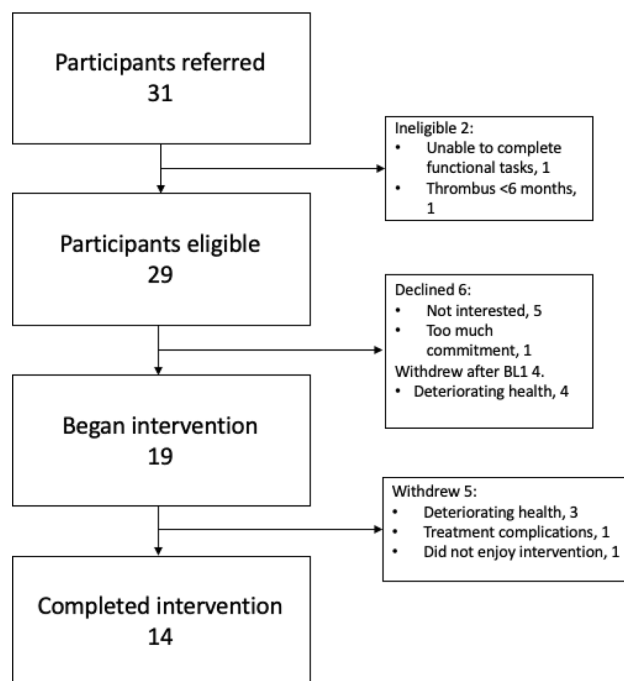 Participants referred
31
Ineligible 2:
• Unable to complete
functional tasks, 1
• Thrombus <6 months,
1
Participants eligible
29
Declined 6:
• Not interested, 5
• Too much
commitment, 1
Withdrew after BL1 4.
• Deteriorating health, 4
Began intervention
19
Withdrew 5:
• Deteriorating health, 3
• Treatment complications, 1
• Did not enjoy intervention, 1
Completed intervention
14